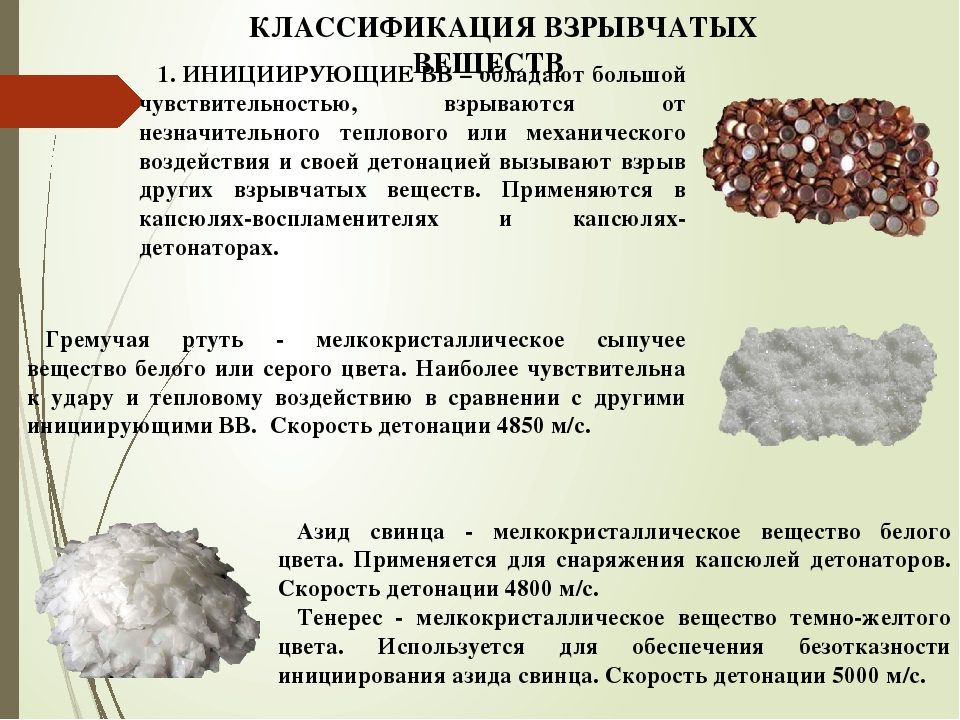 КЛАССИФИКАЦИЯ ВЗРЫВЧАТЫХ
ВЕЩЕСТВ
1. ИНИЦИИРУЮЩИЕ ВВ – обладают большой
чувствительностью, взрываются от
незначительного теплового или механического
воздействия и своей детонацией вызывают взрыв
других взрывчатых веществ. Применяются в
капсюлях-воспламенителях и капсюлях-
детонаторах.
Гремучая ртуть - мелкокристаллическое сыпучее
вещество белого или серого цвета. Наиболее чувствительна
к удару и тепловому воздействию в сравнении с другими
инициирующими ВВ. Скорость детонации 4850 м/с.
Азид свинца - мелкокристаллическое вещество белого
цвета. Применяется для снаряжения капсюлей детонаторов.
Скорость детонации 4800 м/с.
Тенерес - мелкокристаллическое вещество темно-желтого
цвета. Используется для обеспечения безотказности
инициирования азида свинца. Скорость детонации 5000 м/с.